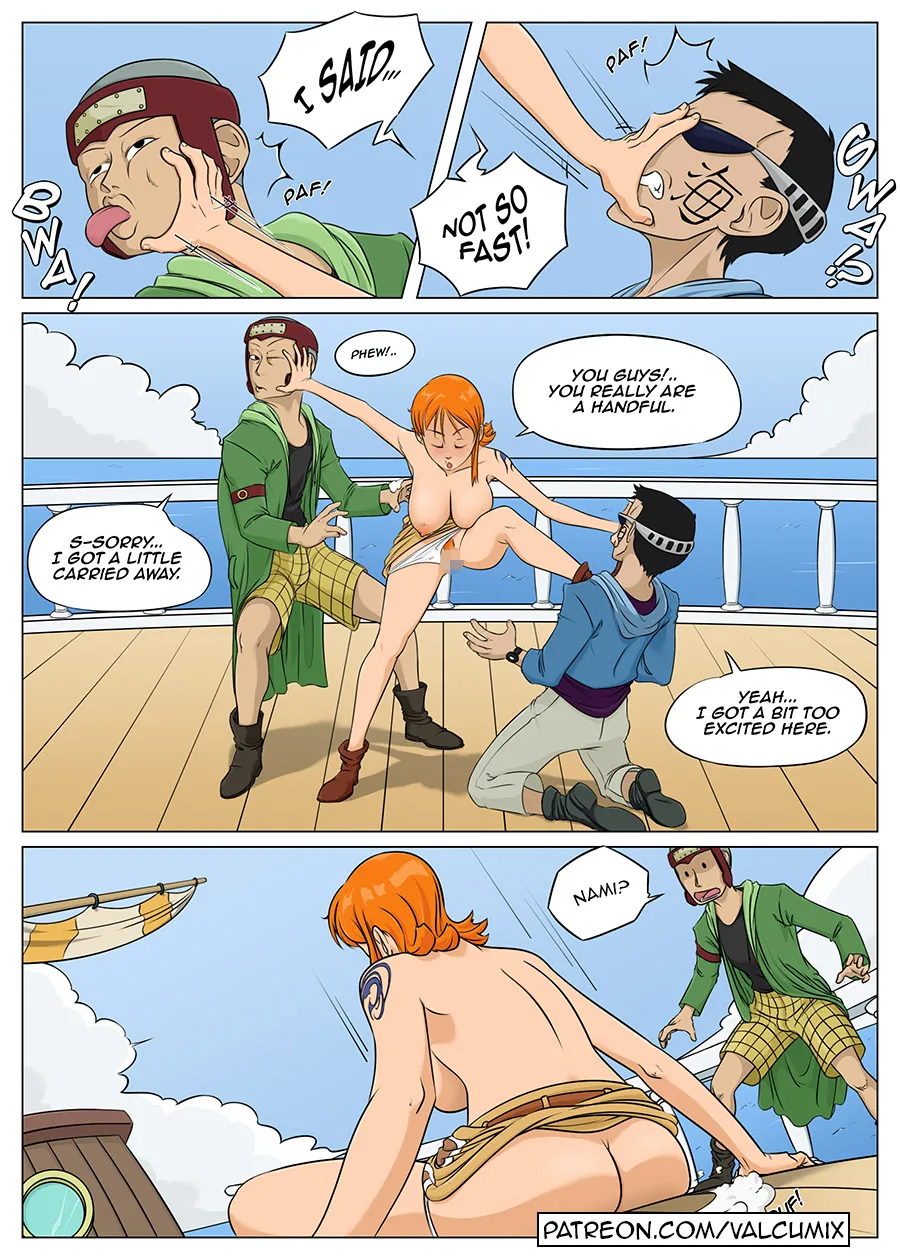 I SAID...
PAF!
BWA!
PAF!
NOT SO
FAST!
GWA!?
海
PHEW!..
YOU GUYS!..
YOU REALLY ARE
A HANDFUL.
S-SORRY...
I GOT A LITTLE
CARRIED AWAY.
YEAH...
I GOT A BIT TOO
EXCITED HERE.
NAMI?
PATREON.COM/VALCUMIX